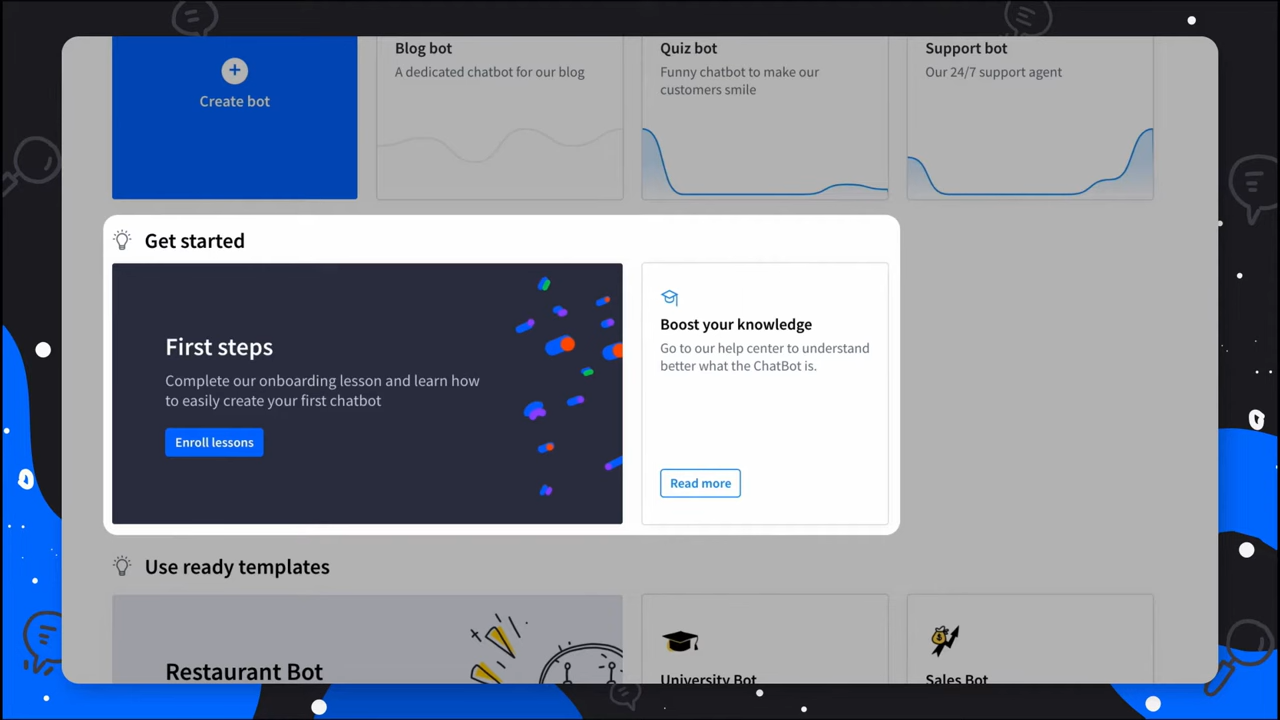 Create bot
Blog bot
A dedicated chatbot for our blog
Quiz bot
Funny chatbot to make our
customers smile
Support bot
Our 24/7 support agent
Get started
First steps
Complete our onboarding lesson and learn how
to easily create your first chatbot
Enroll lessons
Boost your knowledge
Go to our help center to understand
better what the ChatBot is.
Read more
Use ready templates
Restaurant Bot
University Bot
Sales Bot